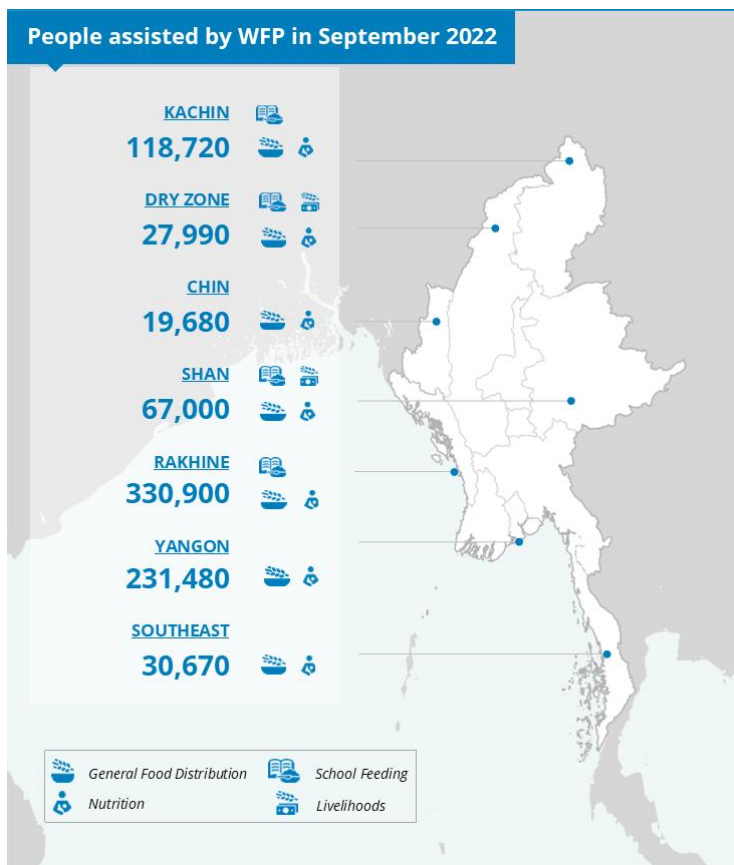 People assisted by WFP in September 2022
KACHIN
118,720
DRY ZONE
27,990
CHIN
19,680
SHAN
67,000
RAKHINE
330,900
YANGON
231,480
SOUTHEAST
30,670
General Food Distribution
School Feeding
Nutrition
Livelihoods